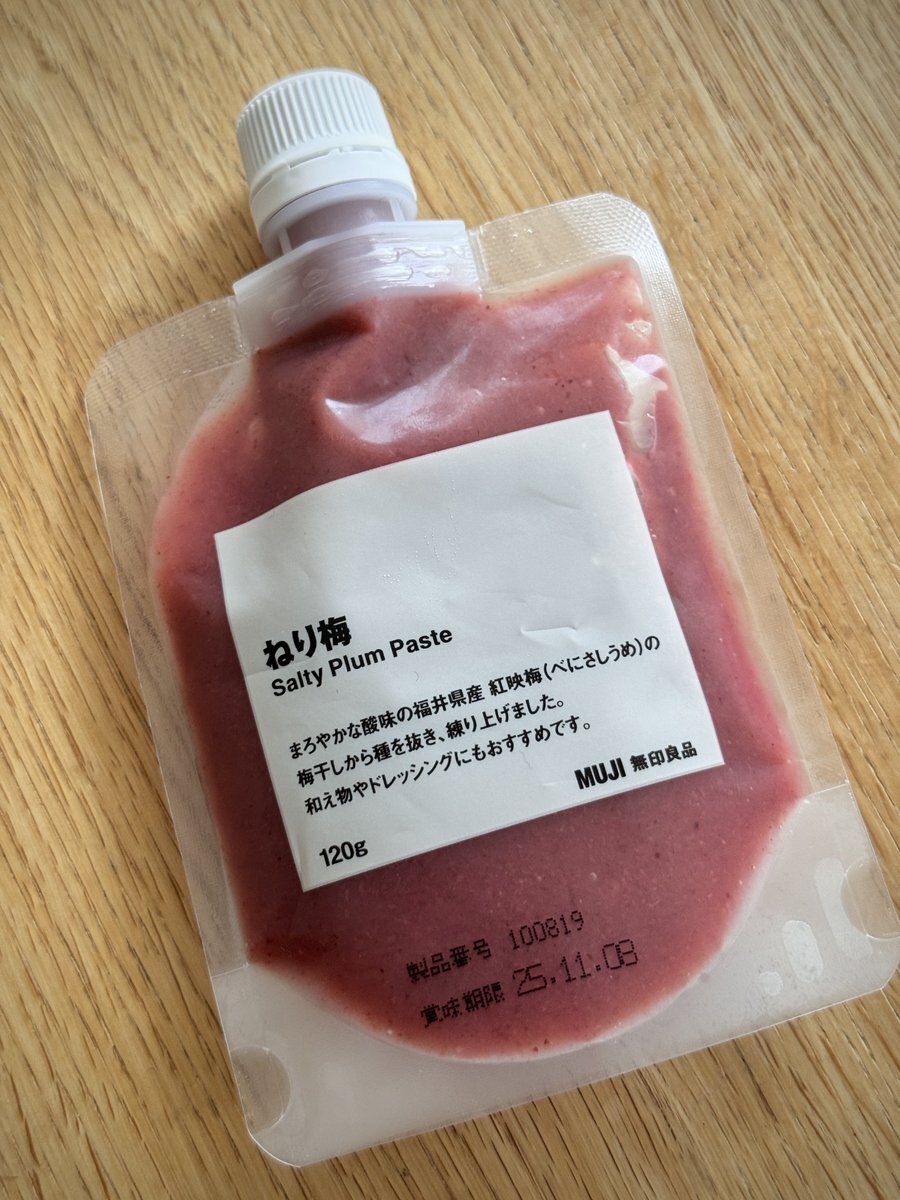 ねり梅
Salty Plum Paste
まろやかな酸味の福井県産 紅映梅(べにさしうめ)の
梅干しから種を抜き、練り上げました。
和え物やドレッシングにもおすすめです。
MUJI 無印良品
120g
製品番号 100819
賞味期限 25.11.08